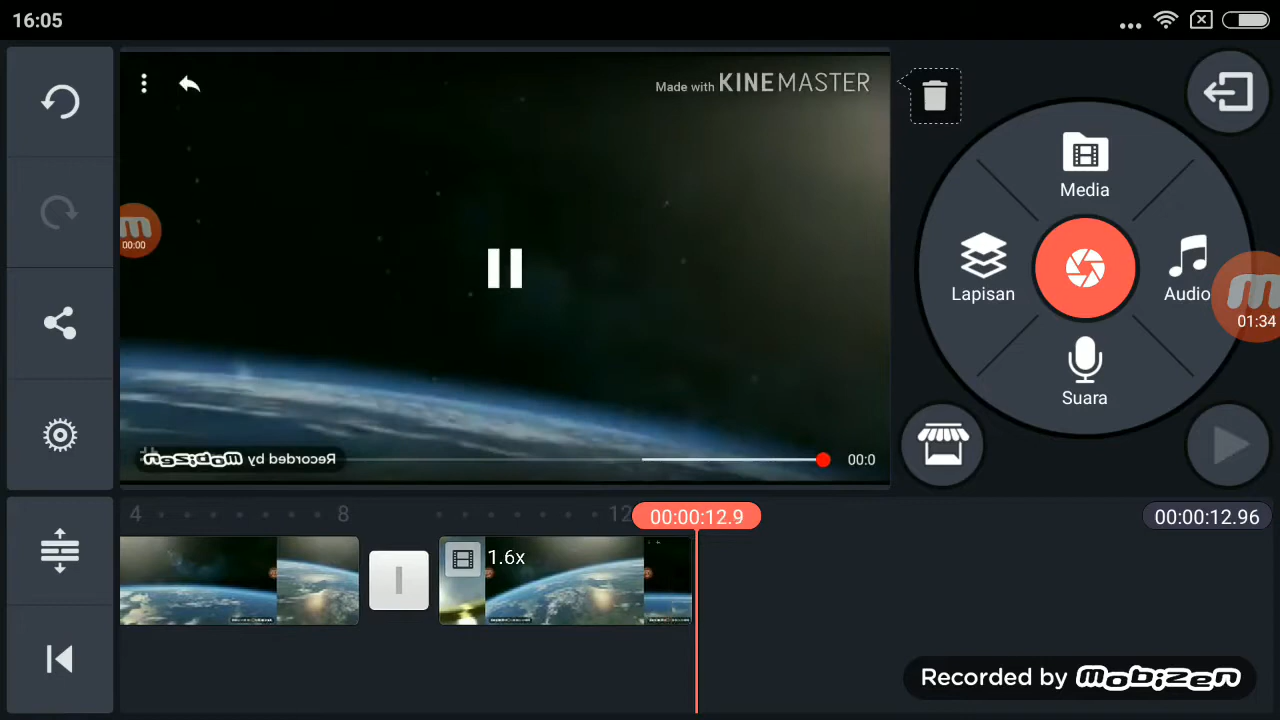 16:05
Made with KINEMASTER
00:00
Media
Lapisan
Audio
01:34
Suara
Recorded by mobizen
00:0
4
8
12
00:00:12.9
00:00:12.96
1.6x
Recorded by mobizen